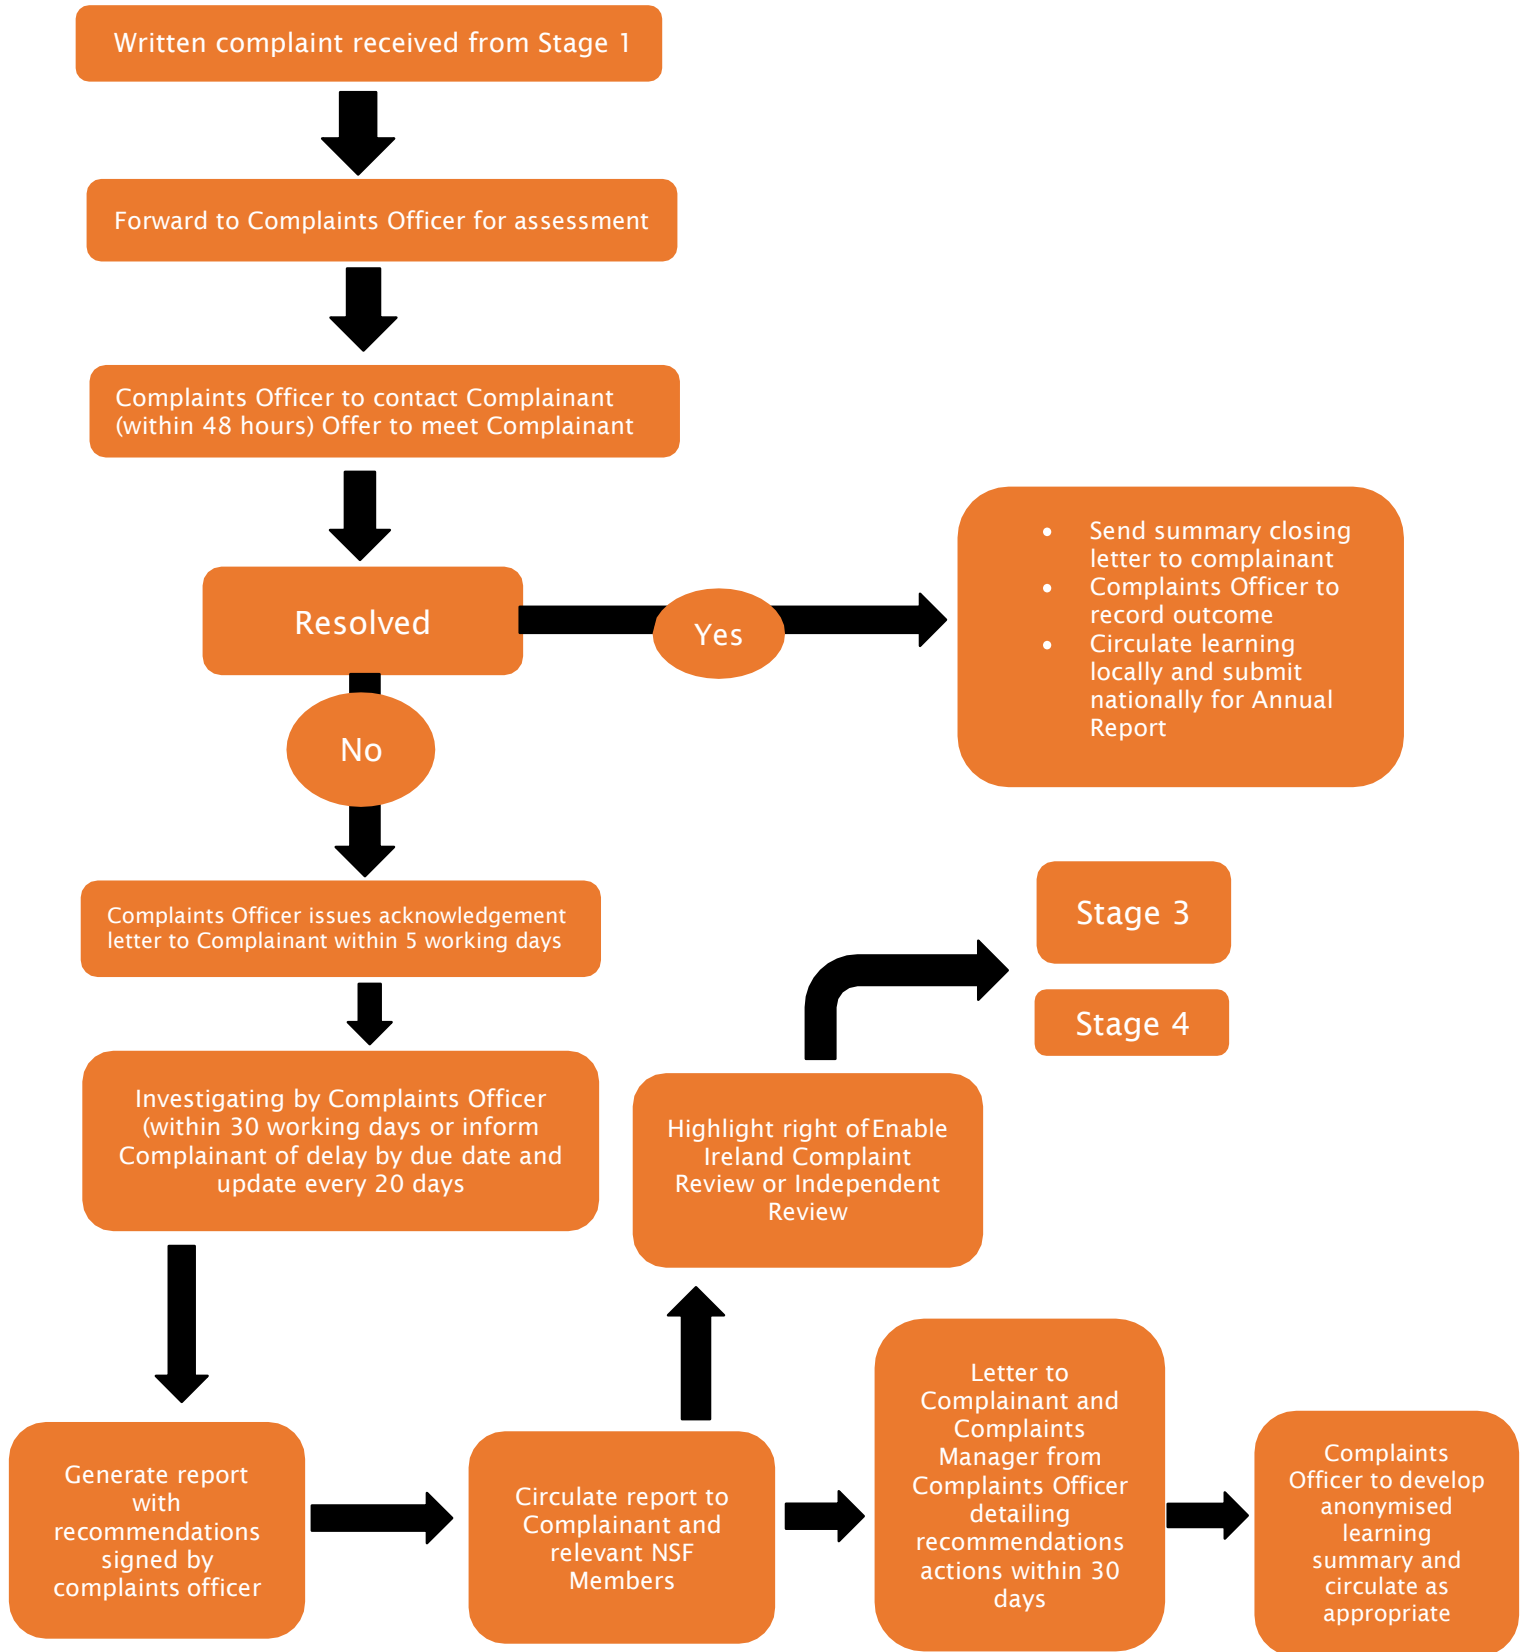 Written complaint received from Stage 1
Forward to Complaints Officer for assessment
Complaints Officer to contact Complainant
(within 48 hours) Offer to meet Complainant
Resolved
Yes
• Send summary closing
letter to complainant
• Complaints Officer to
record outcome
• Circulate learning
locally and submit
nationally for Annual
Report
No
Complaints Officer issues acknowledgement
letter to Complainant within 5 working days
Stage 3
Stage 4
Investigating by Complaints Officer
(within 30 working days or inform
Complainant of delay by due date and
update every 20 days
Highlight right of Enable
Ireland Complaint
Review or Independent
Review
Generate report
with
recommendations
signed by
complaints officer
Circulate report to
Complainant and
relevant NSF
Members
Letter to
Complainant and
Complaints
Manager from
Complaints Officer
detailing
recommendations
actions within 30
days
Complaints
Officer to develop
anonymised
learning
summary and
circulate as
appropriate